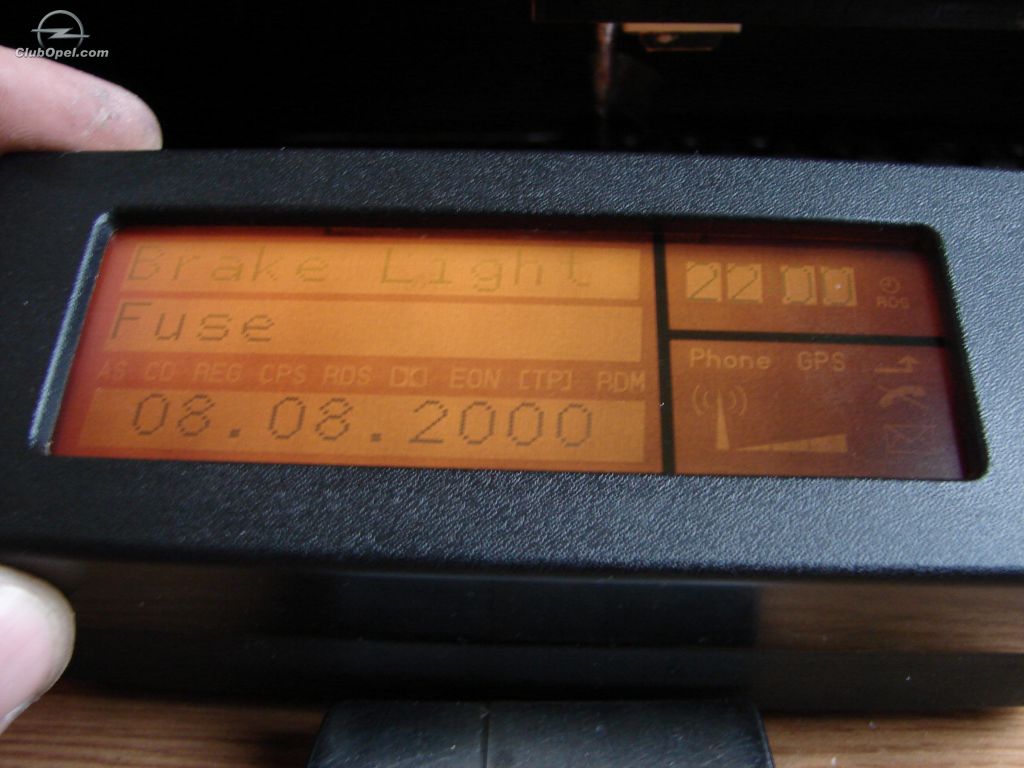 ClubOpel.com
Brake Light
Fuse
AS CD REG CPS RDS EON [TP] RDM
08.08.2000
22 00
RDS
Phone GPS